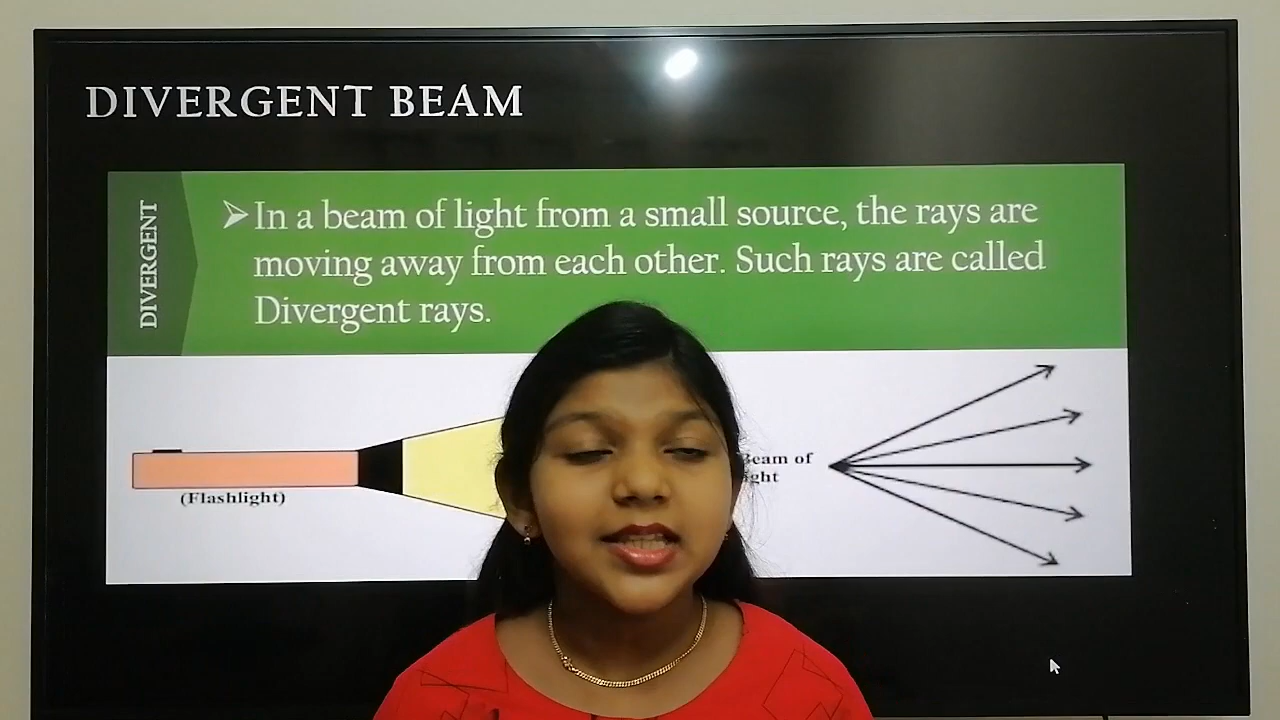 DIVERGENT BEAM
DIVERGENT
➢ In a beam of light from a small source, the rays are
moving away from each other. Such rays are called
Divergent rays.
(Flashlight)
Beam of